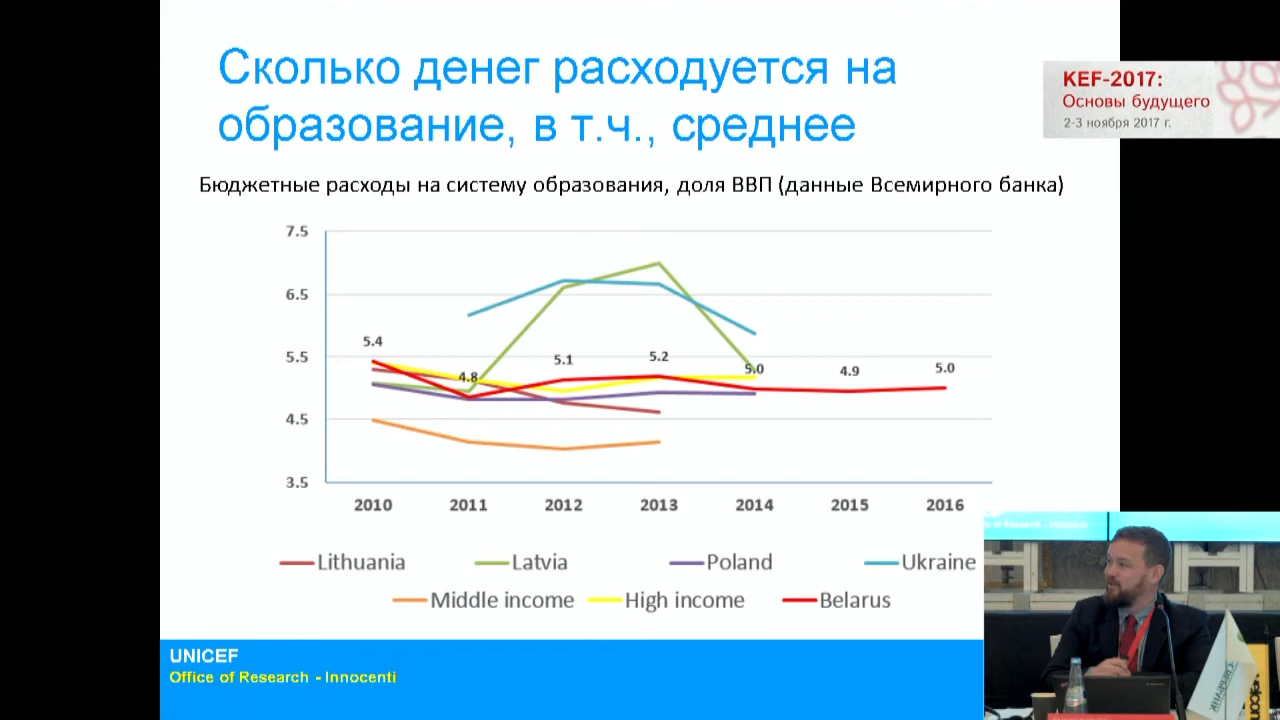 Сколько денег расходуется на
образование, в т.ч., среднее
KEF-2017:
Основы будущего
2-3 ноября 2017 г.
Бюджетные расходы на систему образования, доля ВВП (данные Всемирного банка)
7.5
6.5
5.5
4.5
3.5
5.4
4.8
5.1
5.2
5.0
4.9
5.0
2010 2011 2012 2013 2014 2015 2016
Lithuania Latvia Poland Ukraine
Middle income High income Belarus
UNICEF
Office of Research - Innocenti